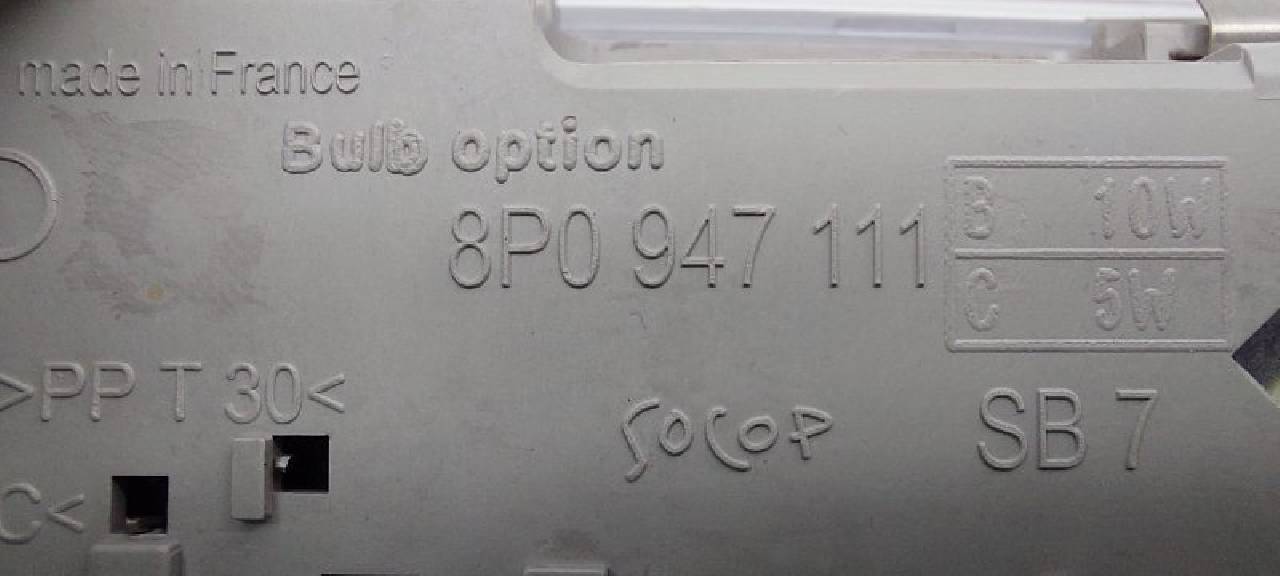 made in France
Bulb option
8P0 947 111
B 10W
C 5W
>PP T 30<
SOCOP
SB 7
C<